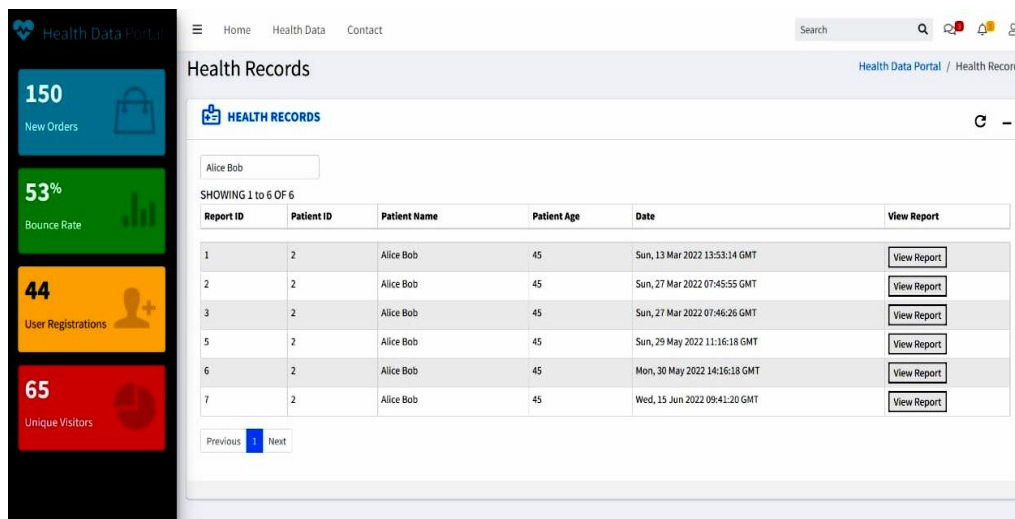 Health Data Portal
Home Health Data Contact
Search
150
New Orders
53%
Bounce Rate
44
User Registrations
65
Unique Visitors
Health Records
Health Data Portal / Health Recor
HEALTH RECORDS
Alice Bob
SHOWING 1 to 6 OF 6
Report ID Patient ID Patient Name Patient Age Date View Report
1 2 Alice Bob 45 Sun, 13 Mar 2022 13:53:14 GMT View Report
2 2 Alice Bob 45 Sun, 27 Mar 2022 07:45:55 GMT View Report
3 2 Alice Bob 45 Sun, 27 Mar 2022 07:46:26 GMT View Report
5 2 Alice Bob 45 Sun, 29 May 2022 11:16:18 GMT View Report
6 2 Alice Bob 45 Mon, 30 May 2022 14:16:18 GMT View Report
7 2 Alice Bob 45 Wed, 15 Jun 2022 09:41:20 GMT View Report
Previous 1 Next